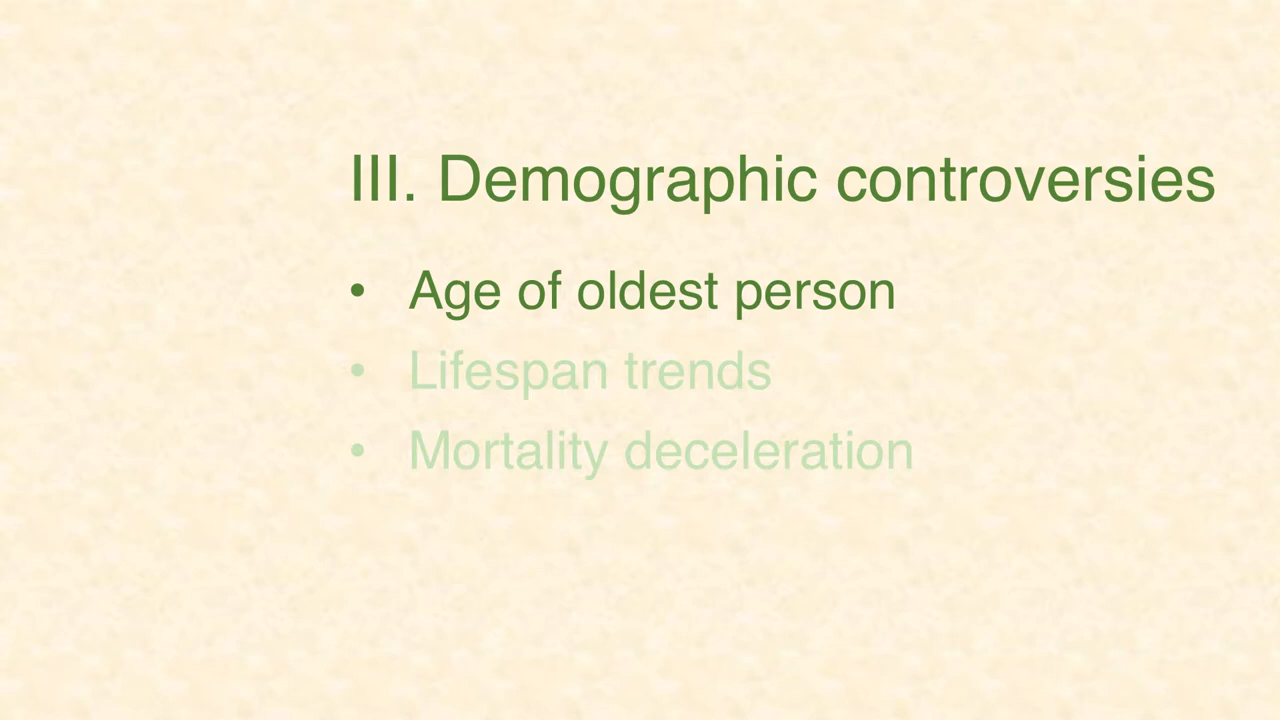 III. Demographic controversies
• Age of oldest person
• Lifespan trends
• Mortality deceleration